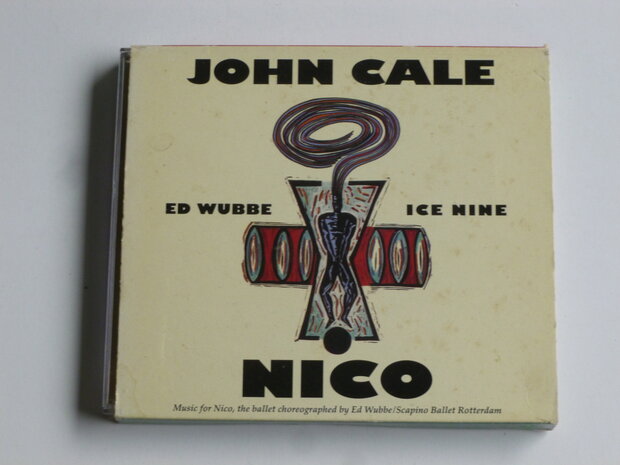 JOHN CALE
ED WUBBE ICE NINE
NICO
Music for Nico, the ballet choreographed by Ed Wubbe/Scapino Ballet Rotterdam